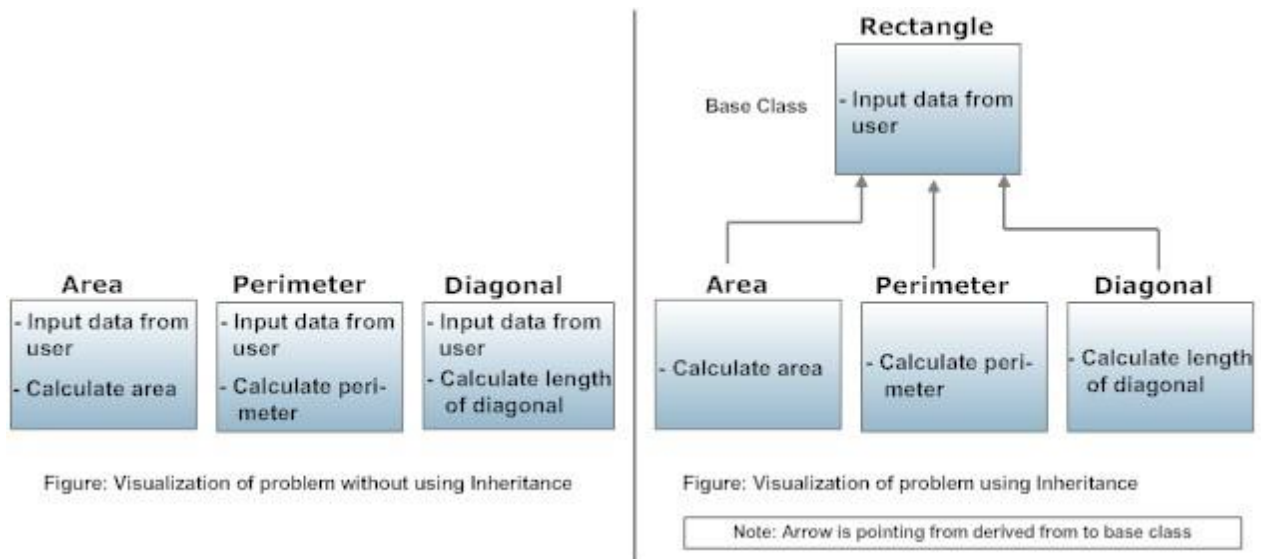 Area
- Input data from
user
- Calculate area
Perimeter
- Input data from
user
- Calculate peri-
meter
Diagonal
- Input data from
user
- Calculate length
of diagonal
Figure: Visualization of problem without using Inheritance
Rectangle
Base Class
- Input data from
user
Area
- Calculate area
Perimeter
- Calculate peri-
meter
Diagonal
- Calculate length
of diagonal
Figure: Visualization of problem using Inheritance
Note: Arrow is pointing from derived from to base class